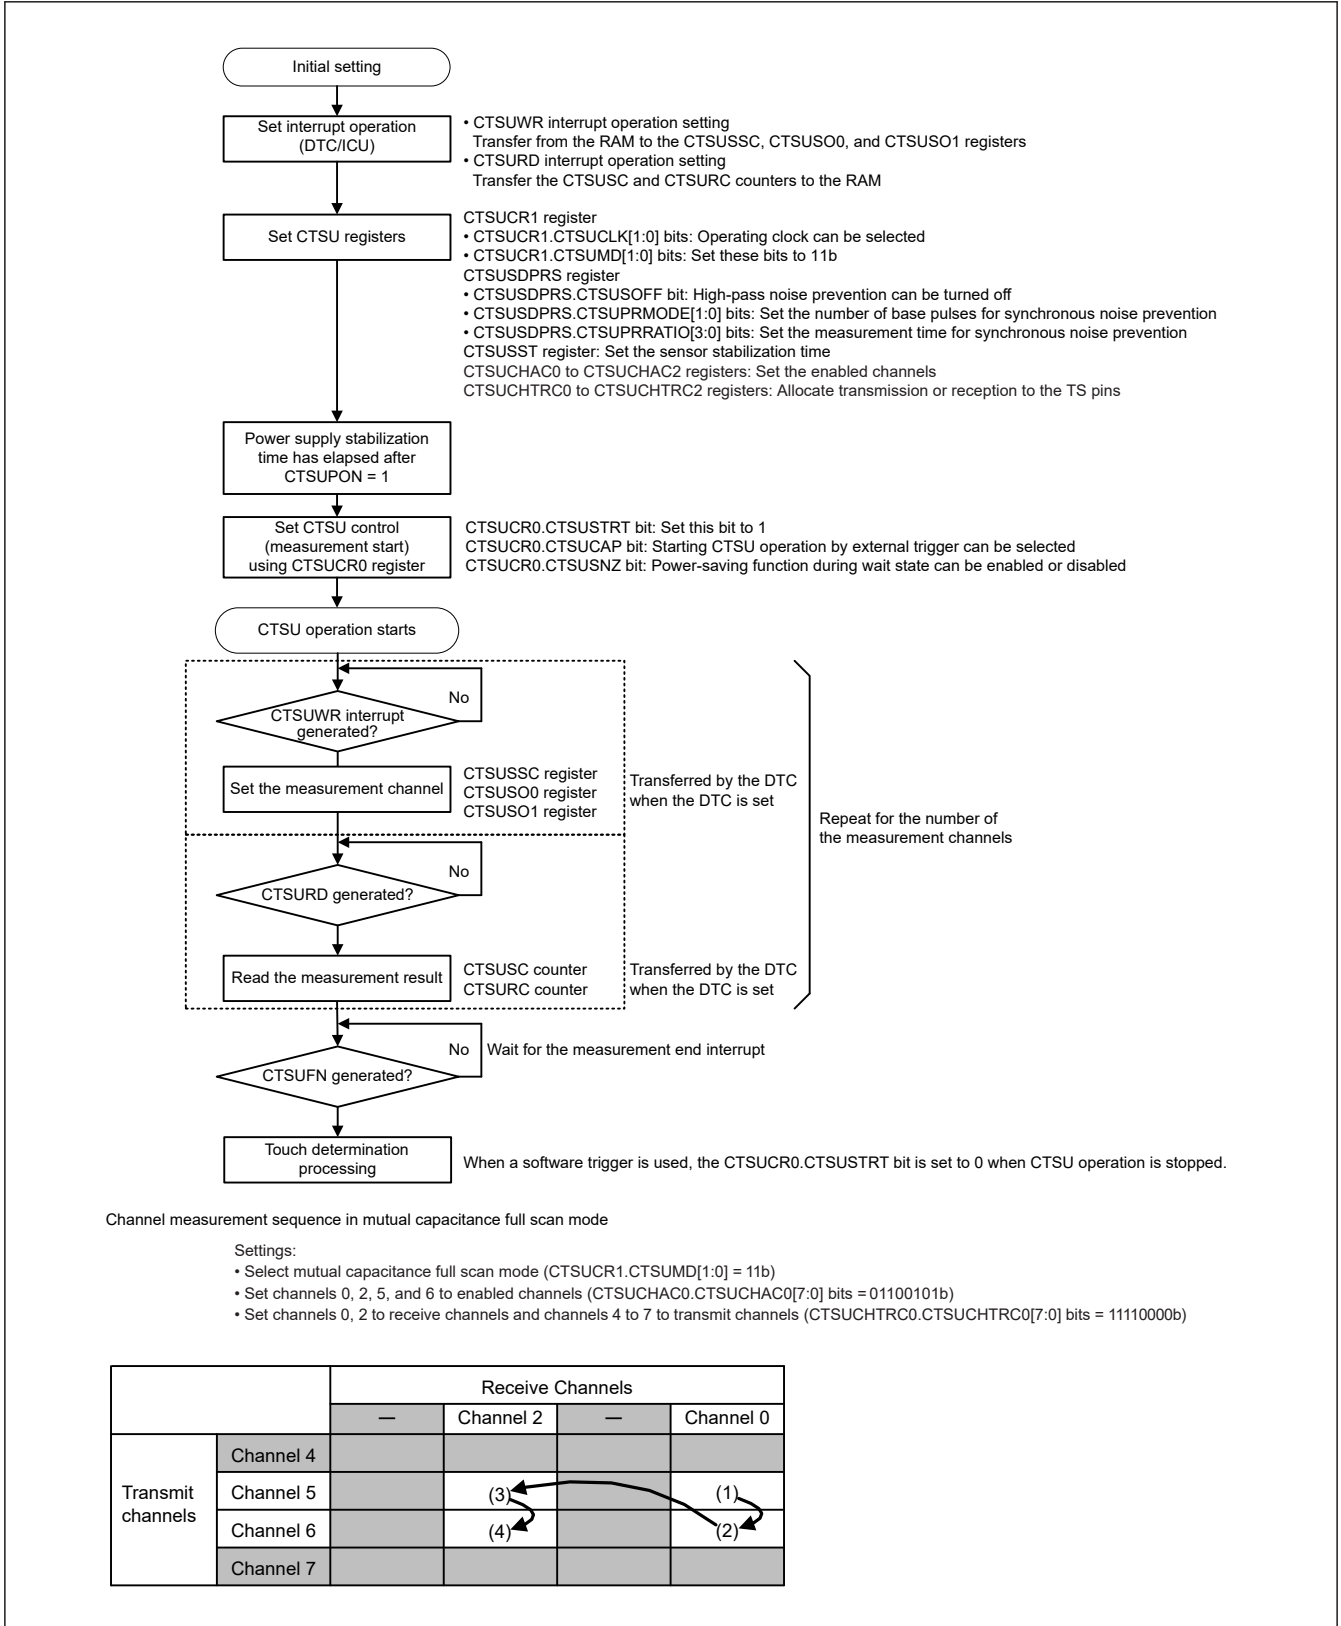 Initial setting
Set interrupt operation
(DTC/ICU)
• CTSUWR interrupt operation setting
Transfer from the RAM to the CTSUSSC, CTSUSO0, and CTSUSO1 registers
• CTSURD interrupt operation setting
Transfer the CTSUSC and CTSURC counters to the RAM
Set CTSU registers
CTSUCR1 register
• CTSUCR1.CTSUCLK[1:0] bits: Operating clock can be selected
• CTSUCR1.CTSUMD[1:0] bits: Set these bits to 11b
CTSUSDPRS register
• CTSUSDPRS.CTSUSOFF bit: High-pass noise prevention can be turned off
• CTSUSDPRS.CTSUPRMODE[1:0] bits: Set the number of base pulses for synchronous noise prevention
• CTSUSDPRS.CTSUPRRATIO[3:0] bits: Set the measurement time for synchronous noise prevention
CTSUSST register: Set the sensor stabilization time
CTSUCHAC0 to CTSUCHAC2 registers: Set the enabled channels
CTSUCHTRC0 to CTSUCHTRC2 registers: Allocate transmission or reception to the TS pins
Power supply stabilization
time has elapsed after
CTSUPON = 1
Set CTSU control
(measurement start)
using CTSUCR0 register
CTSUCR0.CTSUSTRT bit: Set this bit to 1
CTSUCR0.CTSUCAP bit: Starting CTSU operation by external trigger can be selected
CTSUCR0.CTSUSNZ bit: Power-saving function during wait state can be enabled or disabled
CTSU operation starts
No
CTSUWR interrupt
generated?
Set the measurement channel
CTSUSSC register
CTSUSO0 register
CTSUSO1 register
Transferred by the DTC
when the DTC is set
Repeat for the number of
the measurement channels
No
CTSURD generated?
Read the measurement result
CTSUSC counter
CTSURC counter
Transferred by the DTC
when the DTC is set
No
Wait for the measurement end interrupt
CTSUFN generated?
Touch determination
processing
When a software trigger is used, the CTSUCR0.CTSUSTRT bit is set to 0 when CTSU operation is stopped.
Channel measurement sequence in mutual capacitance full scan mode
Settings:
• Select mutual capacitance full scan mode (CTSUCR1.CTSUMD[1:0] = 11b)
• Set channels 0, 2, 5, and 6 to enabled channels (CTSUCHAC0.CTSUCHAC0[7:0] bits = 01100101b)
• Set channels 0, 2 to receive channels and channels 4 to 7 to transmit channels (CTSUCHTRC0.CTSUCHTRC0[7:0] bits = 11110000b)
Receive Channels
— Channel 2 — Channel 0
Transmit
channels
Channel 4
Channel 5 (3) (1)
Channel 6 (4) (2)
Channel 7